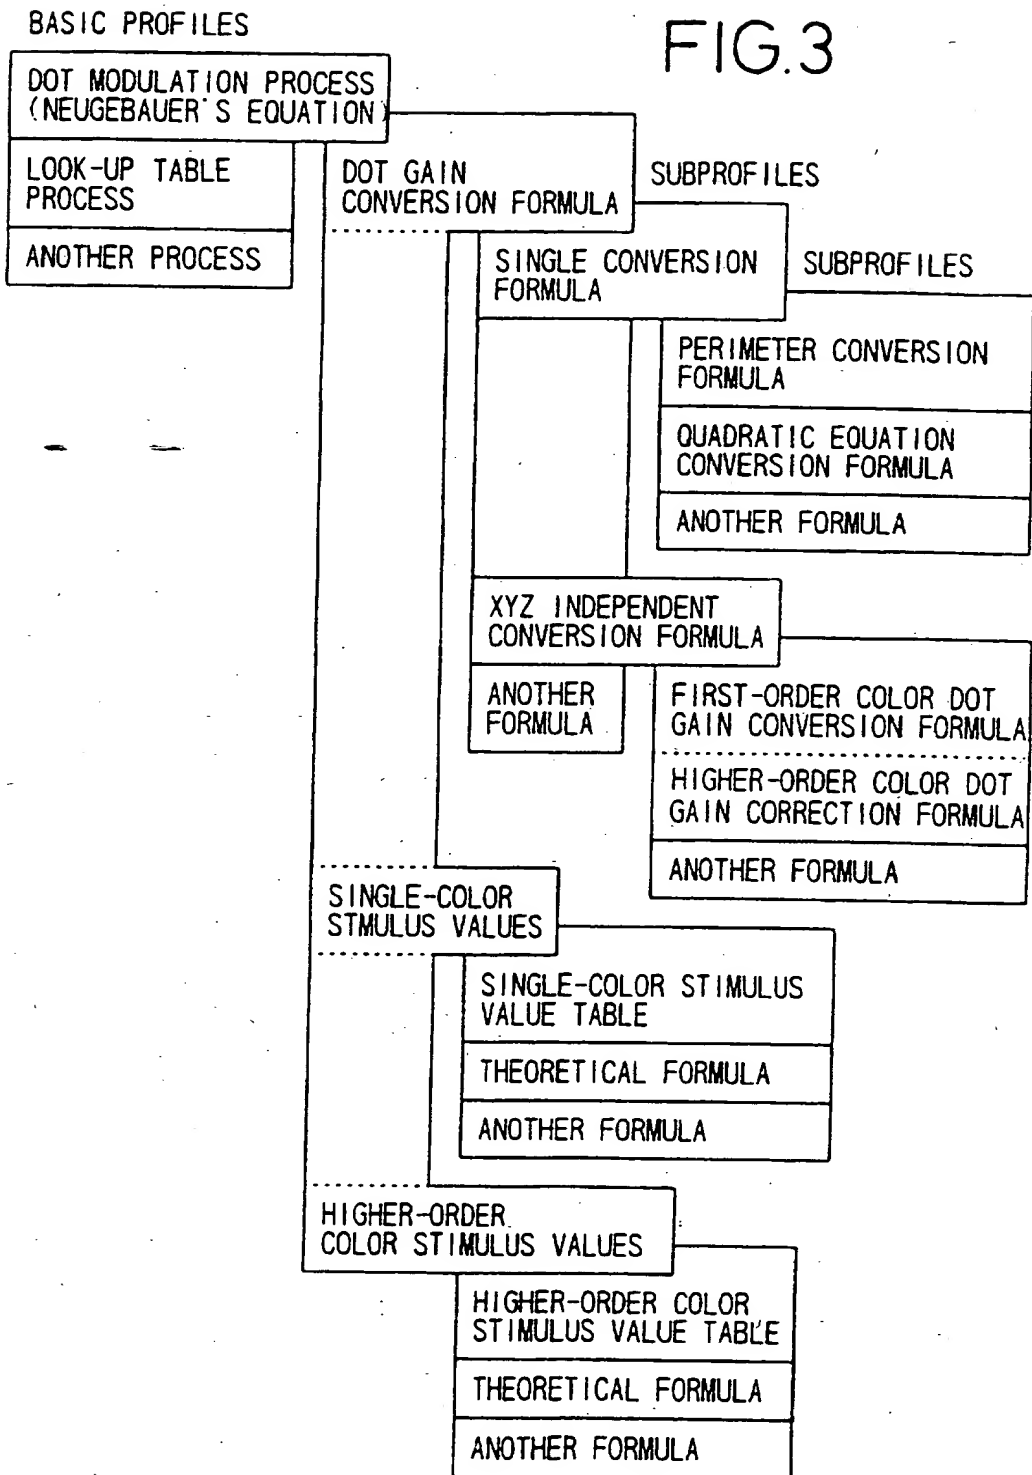 BASIC PROFILES
FIG.3
DOT MODULATION PROCESS
(NEUGEBAUER'S EQUATION)
LOOK-UP TABLE
PROCESS
ANOTHER PROCESS
DOT GAIN
CONVERSION FORMULA
SUBPROFILES
SINGLE CONVERSION
FORMULA
SUBPROFILES
PERIMETER CONVERSION
FORMULA
QUADRATIC EQUATION
CONVERSION FORMULA
ANOTHER FORMULA
XYZ INDEPENDENT
CONVERSION FORMULA
ANOTHER
FORMULA
FIRST-ORDER COLOR DOT
GAIN CONVERSION FORMULA
HIGHER-ORDER COLOR DOT
GAIN CORRECTION FORMULA
ANOTHER FORMULA
SINGLE-COLOR
STMULUS VALUES
SINGLE-COLOR STIMULUS
VALUE TABLE
THEORETICAL FORMULA
ANOTHER FORMULA
HIGHER-ORDER
COLOR STIMULUS VALUES
HIGHER-ORDER COLOR
STIMULUS VALUE TABLE
THEORETICAL FORMULA
ANOTHER FORMULA